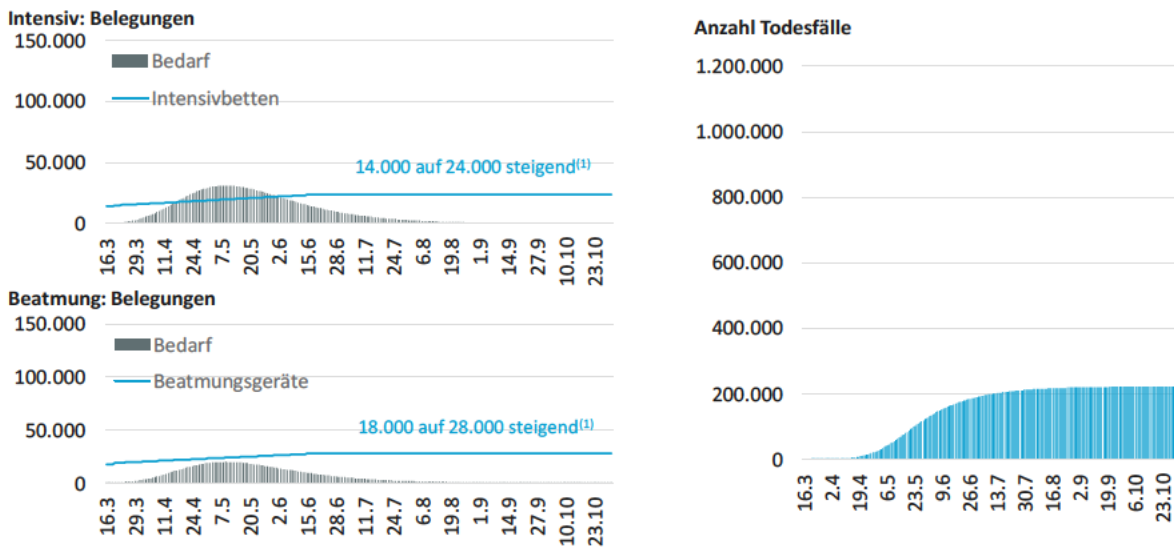 Intensiv: Belegungen
150.000
Bedarf
100.000
Intensivbetten
50.000
14.000 auf 24.000 steigend(1)
0
16.3 29.3 11.4 24.4 7.5 20.5 2.6 15.6 28.6 11.7 24.7 6.8 19.8 1.9 14.9 27.9 10.10 23.10
Beatmung: Belegungen
150.000
Bedarf
100.000
Beatmungsgeräte
50.000
18.000 auf 28.000 steigend(1)
0
16.3 29.3 11.4 24.4 7.5 20.5 2.6 15.6 28.6 11.7 24.7 6.8 19.8 1.9 14.9 27.9 10.10 23.10
Anzahl Todesfälle
1.200.000
1.000.000
800.000
600.000
400.000
200.000
0
16.3 2.4 19.4 6.5 23.5 9.6 26.6 13.7 30.7 16.8 2.9 19.9 6.10 23.10